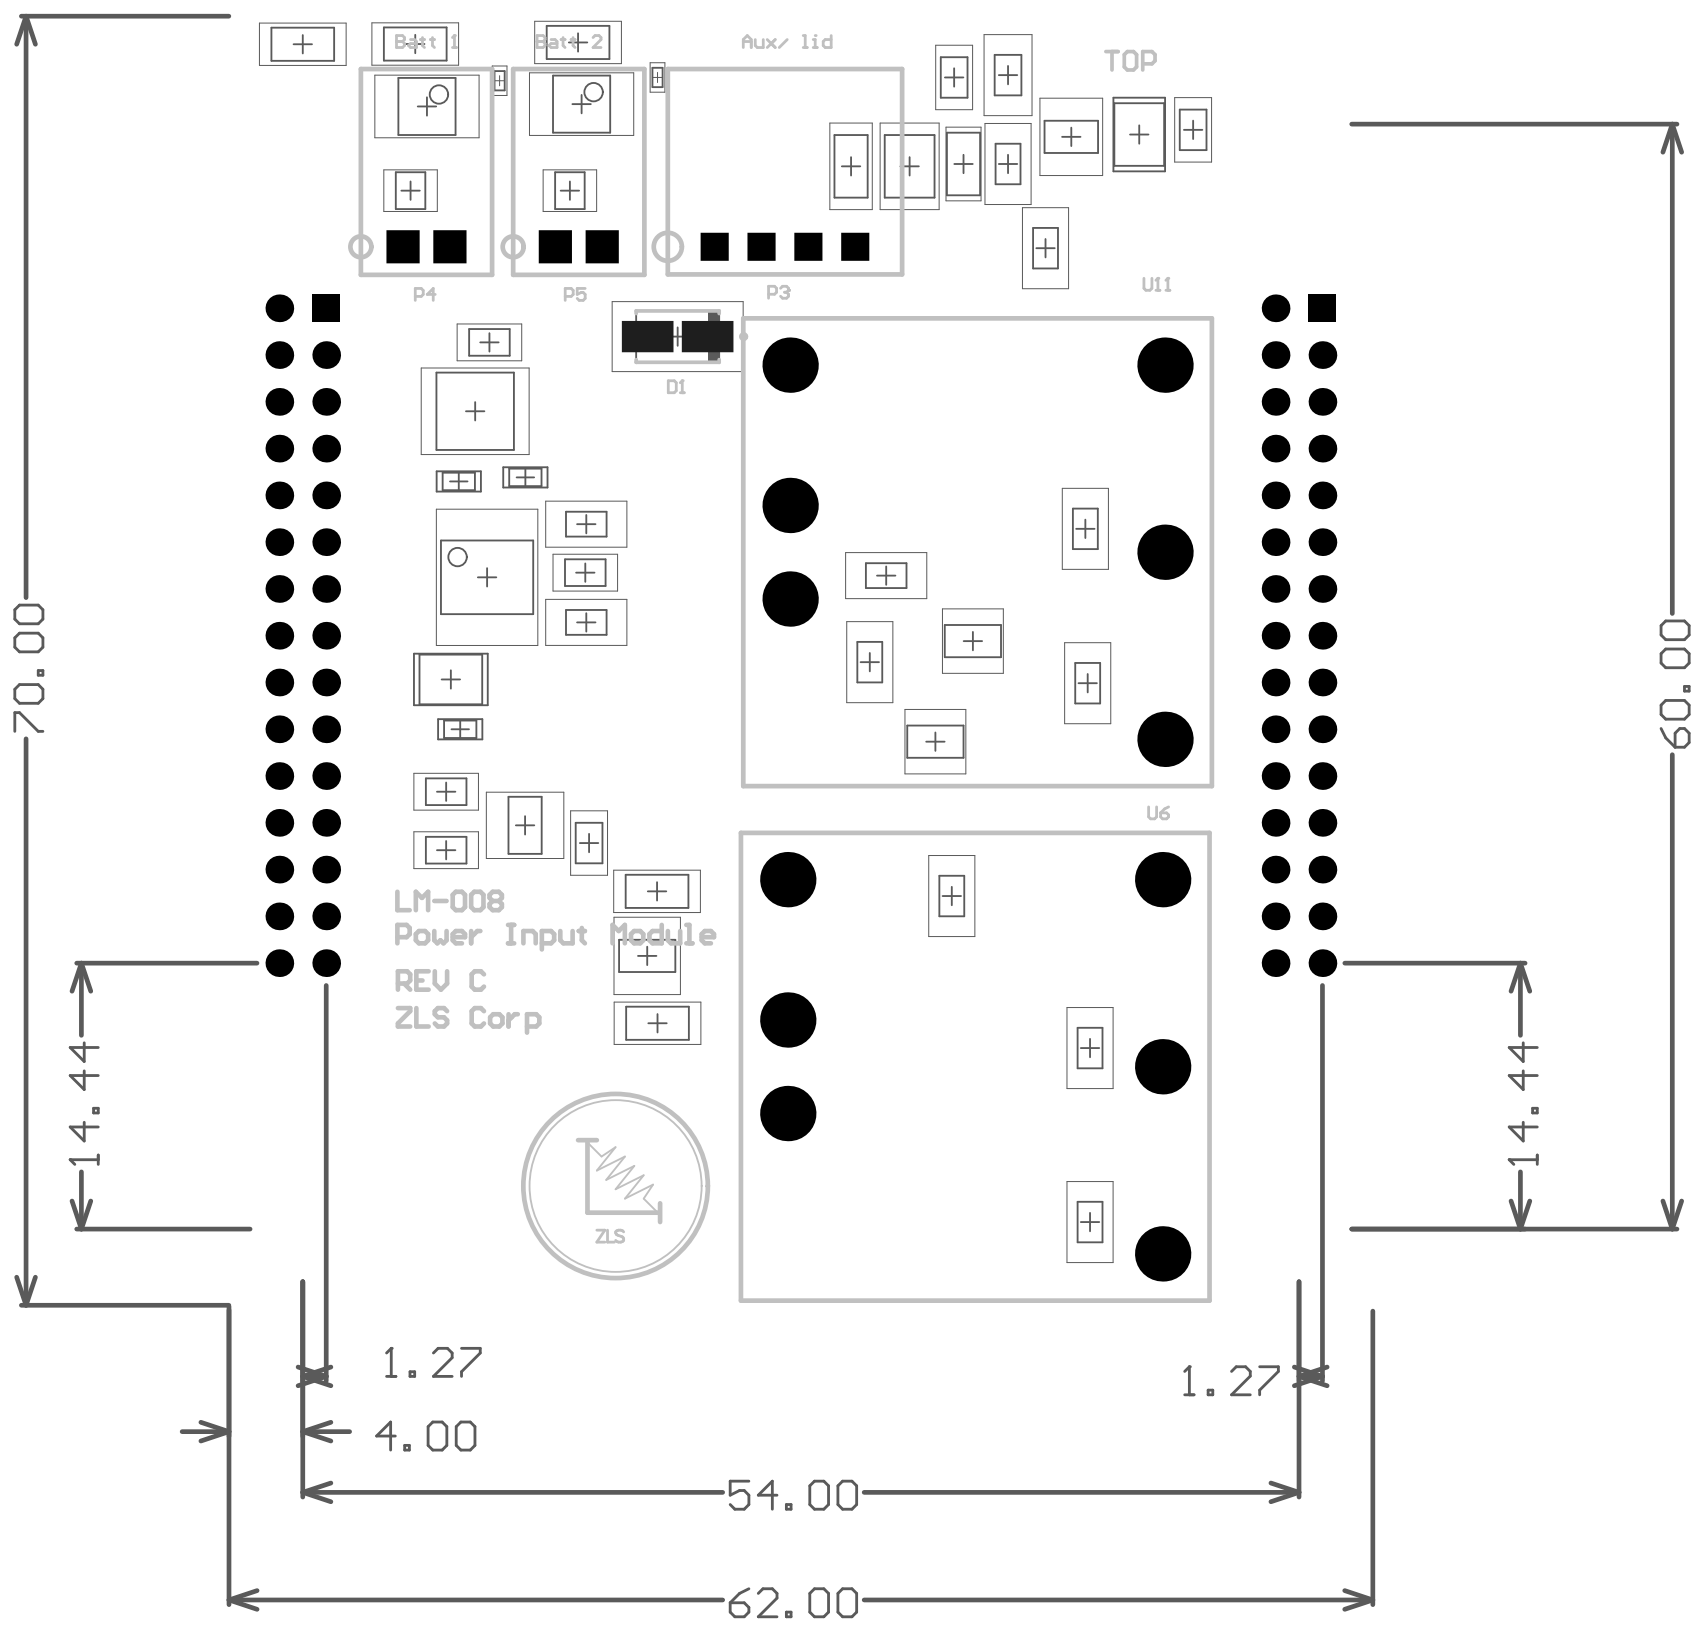 Batt 1
Batt 2
Aux/ lid
TOP
P4
P5
P3
U11
D1
70.00
60.00
U6
LM-008
Power Input Module
REV C
ZLS Corp
14.44
14.44
ZLS
1.27
1.27
4.00
54.00
62.00